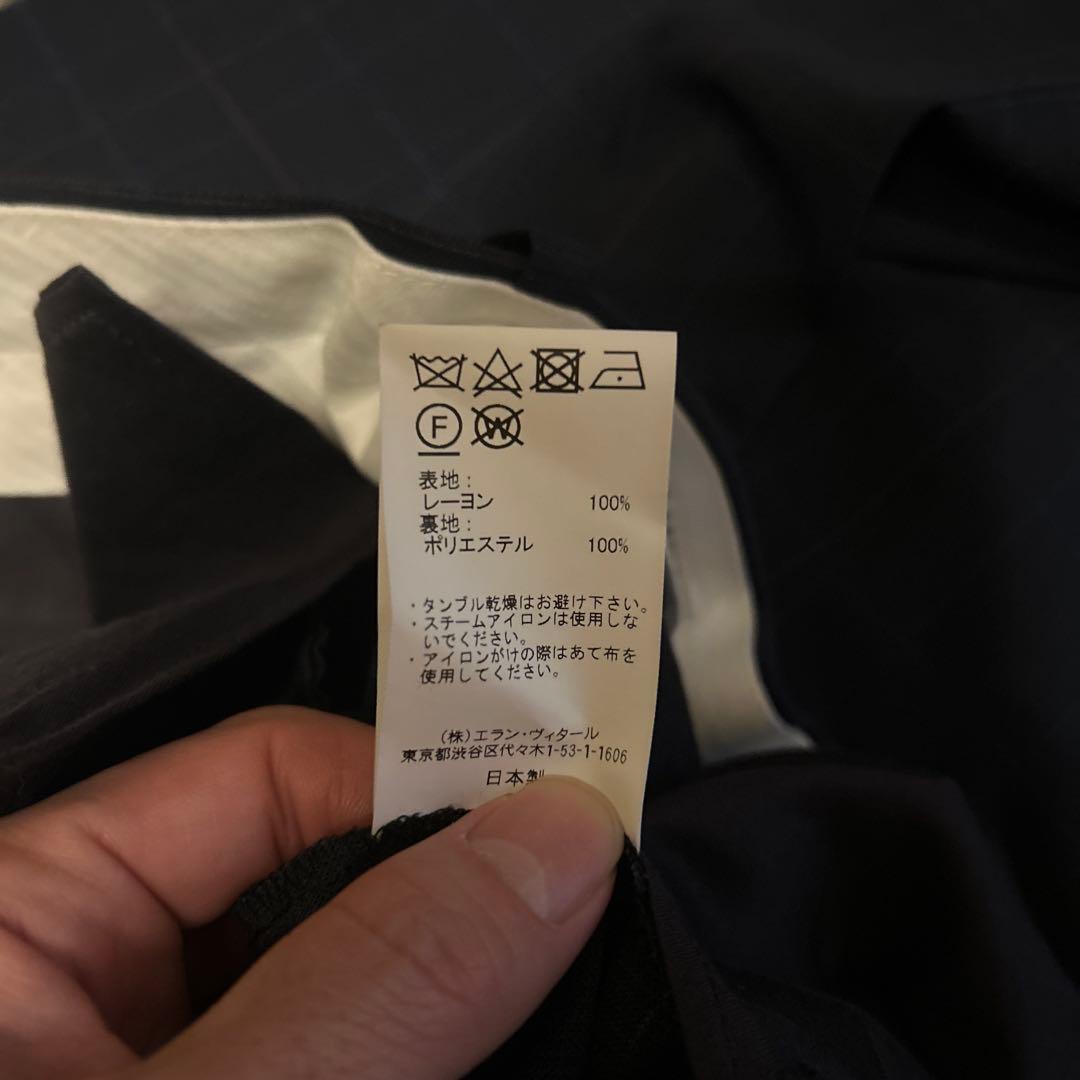 F W
表地：
レーヨン 100%
裏地：
ポリエステル 100%
・タンブル乾燥はお避け下さい。
・スチームアイロンは使用しな
いでください。
・アイロンがけの際はあて布を
使用してください。
(株)エラン・ヴィタール
東京都渋谷区代々木1-53-1-1606
日本製